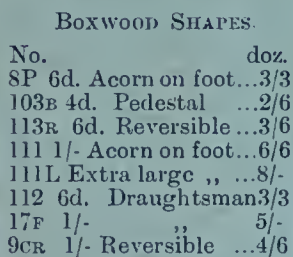 BOXWOOD SHAPES.
No. doz.
8P 6d. Acorn on foot...3/3
103B 4d. Pedestal ...2/6
113R 6d. Reversible ...3/6
111 1/- Acorn on foot...6/6
111L Extra large ,, ...8/-
112 6d. Draughtsman 3/3
17F 1/- ,, 5/-
9CR 1/- Reversible ...4/6